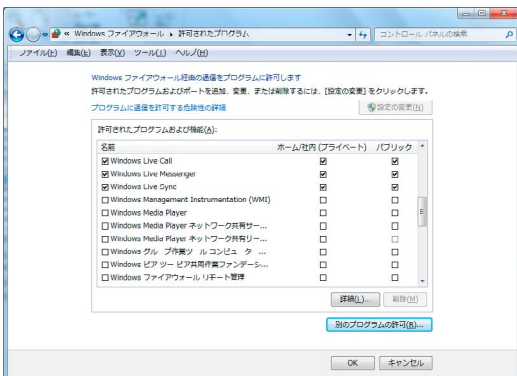 Windows ファイアウォール ▸ 許可されたプログラム
コントロール パネルの検索
ファイル(F) 編集(E) 表示(V) ツール(T) ヘルプ(H)
Windows ファイアウォール経由の通信をプログラムに許可します
許可されたプログラムおよびポートを追加、変更、または削除するには、[設定の変更] をクリックします。
プログラムに通信を許可する危険性の詳細
設定の変更(N)
許可されたプログラムおよび機能(A):
名前 ホーム/社内 (プライベート) パブリック
Windows Live Call
Windows Live Messenger
Windows Live Sync
Windows Management Instrumentation (WMI)
Windows Media Player
Windows Media Player ネットワーク共有サー...
Windows Media Player ネットワーク共有リー...
Windows グル プ作業ツ ル コンピュ タ ...
Windows ピア ツー ピア共同作業ファンデーシ...
Windows ファイアウォール リモート管理
詳細(L)... 削除(M)
別のプログラムの許可(R)...
OK キャンセル